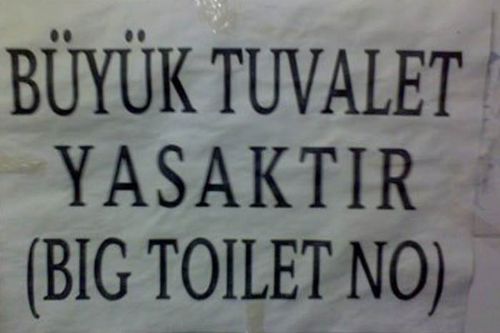 BÜYÜK TUVALET
YASAKTIR
(BIG TOILET NO)